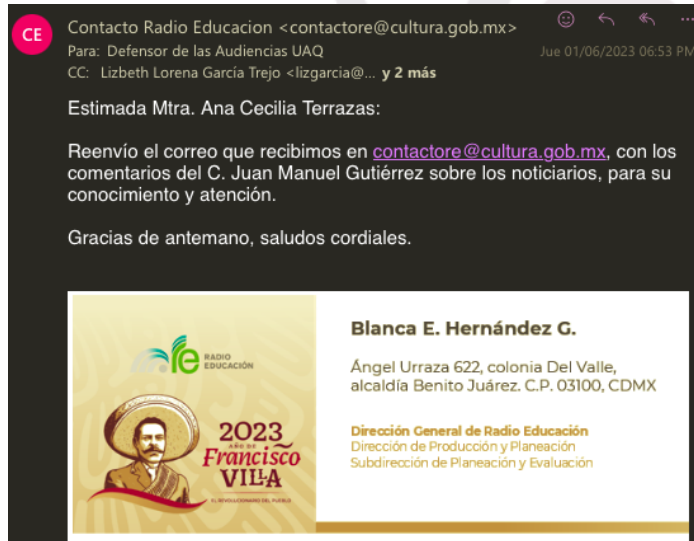 CE
Contacto Radio Educacion <contactore@cultura.gob.mx>
Para: Defensor de las Audiencias UAQ
Jue 01/06/2023 06:53 PM
CC: Lizbeth Lorena García Trejo <lizgarcia@... y 2 más
Estimada Mtra. Ana Cecilia Terrazas:
Reenvío el correo que recibimos en contactore@cultura.gob.mx, con los
comentarios del C. Juan Manuel Gutiérrez sobre los noticiarios, para su
conocimiento y atención.
Gracias de antemano, saludos cordiales.
re RADIO
EDUCACIÓN
2023
AÑO DE
Francisco
VILLA
EL REVOLUCIONARIO DEL PUEBLO
Blanca E. Hernández G.
Ángel Urraza 622, colonia Del Valle,
alcaldía Benito Juárez. C.P. 03100, CDMX
Dirección General de Radio Educación
Dirección de Producción y Planeación
Subdirección de Planeación y Evaluación